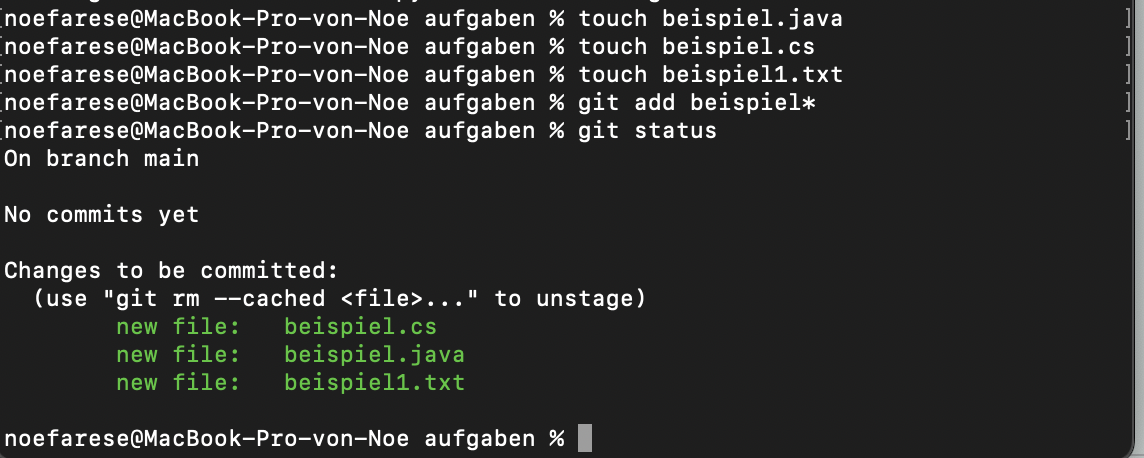 [noefarese@MacBook-Pro-von-Noe aufgaben % touch beispiel.java ]
[noefarese@MacBook-Pro-von-Noe aufgaben % touch beispiel.cs ]
[noefarese@MacBook-Pro-von-Noe aufgaben % touch beispiel1.txt ]
[noefarese@MacBook-Pro-von-Noe aufgaben % git add beispiel* ]
[noefarese@MacBook-Pro-von-Noe aufgaben % git status ]
On branch main
No commits yet
Changes to be committed:
  (use "git rm --cached <file>..." to unstage)
        new file:   beispiel.cs
        new file:   beispiel.java
        new file:   beispiel1.txt
noefarese@MacBook-Pro-von-Noe aufgaben %